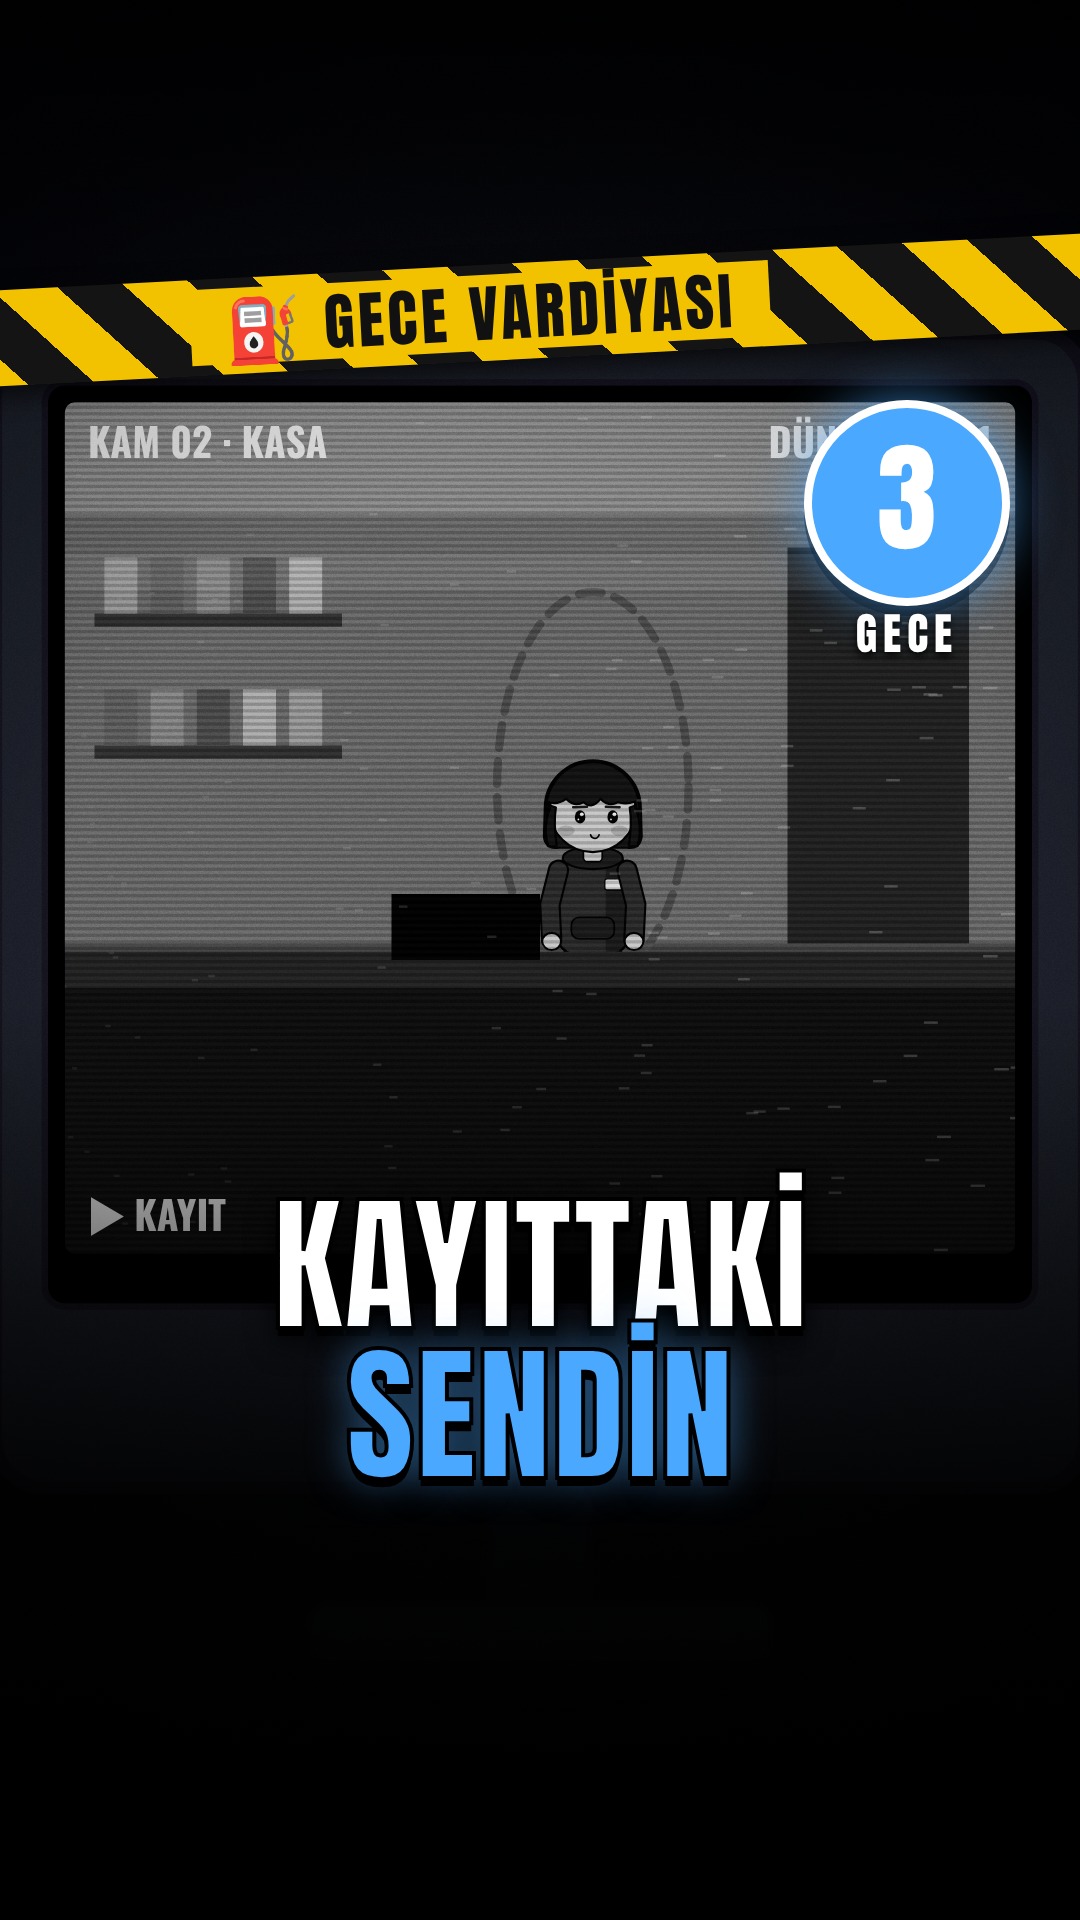 GECE VARDİYASI
KAM 02 · KASA
3
GECE
KAYIT
KAYITTAKİ
SENDİN